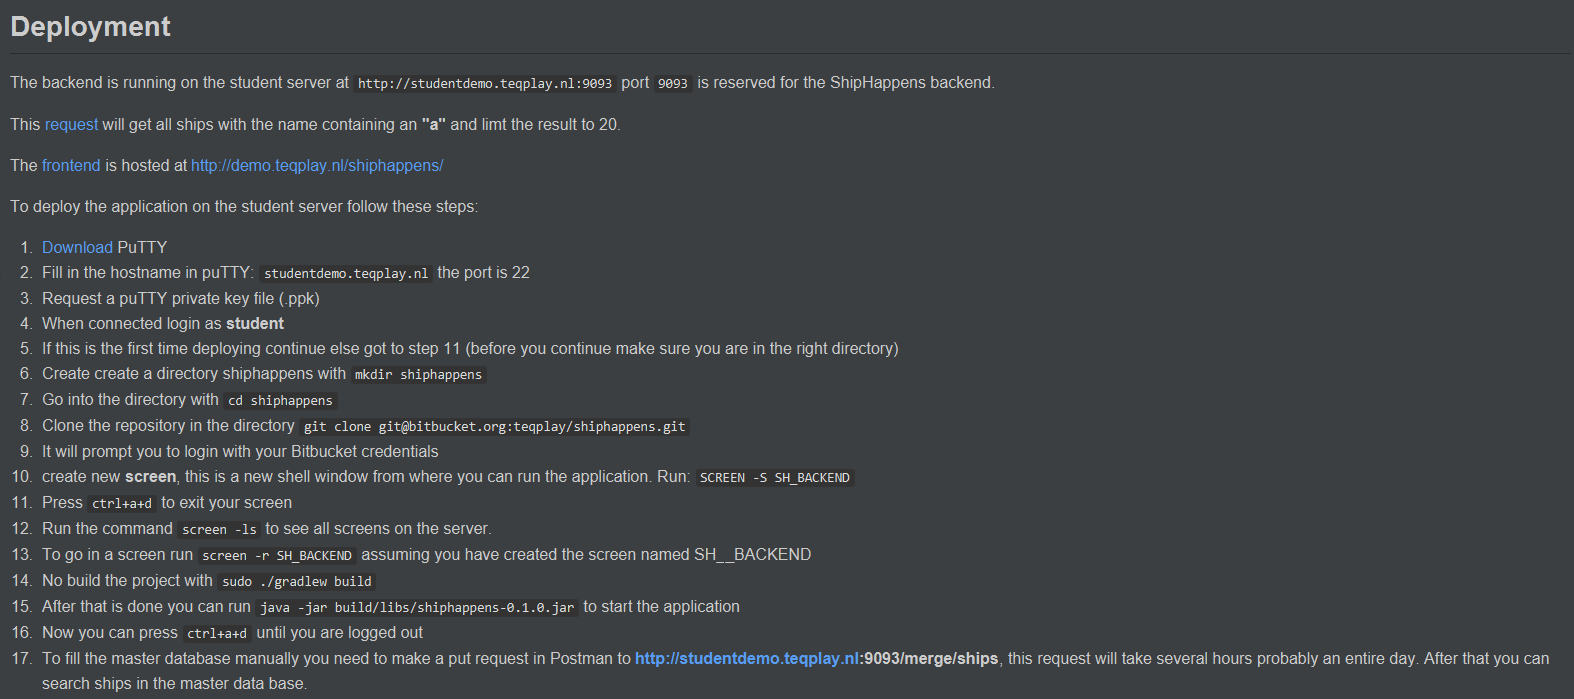 Deployment
The backend is running on the student server at http://studentdemo.teqplay.nl:9093 port 9093 is reserved for the ShipHappens backend.
This request will get all ships with the name containing an "a" and limt the result to 20.
The frontend is hosted at http://demo.teqplay.nl/shiphappens/
To deploy the application on the student server follow these steps:
1. Download PuTTY
2. Fill in the hostname in puTTY: studentdemo.teqplay.nl the port is 22
3. Request a puTTY private key file (.ppk)
4. When connected login as student
5. If this is the first time deploying continue else got to step 11 (before you continue make sure you are in the right directory)
6. Create create a directory shiphappens with mkdir shiphappens
7. Go into the directory with cd shiphappens
8. Clone the repository in the directory git clone git@bitbucket.org:teqplay/shiphappens.git
9. It will prompt you to login with your Bitbucket credentials
10. create new screen, this is a new shell window from where you can run the application. Run: SCREEN -S SH_BACKEND
11. Press ctrl+a+d to exit your screen
12. Run the command screen -ls to see all screens on the server.
13. To go in a screen run screen -r SH_BACKEND assuming you have created the screen named SH__BACKEND
14. No build the project with sudo ./gradlew build
15. After that is done you can run java -jar build/libs/shiphappens-0.1.0.jar to start the application
16. Now you can press ctrl+a+d until you are logged out
17. To fill the master database manually you need to make a put request in Postman to http://studentdemo.teqplay.nl:9093/merge/ships, this request will take several hours probably an entire day. After that you can
search ships in the master data base.